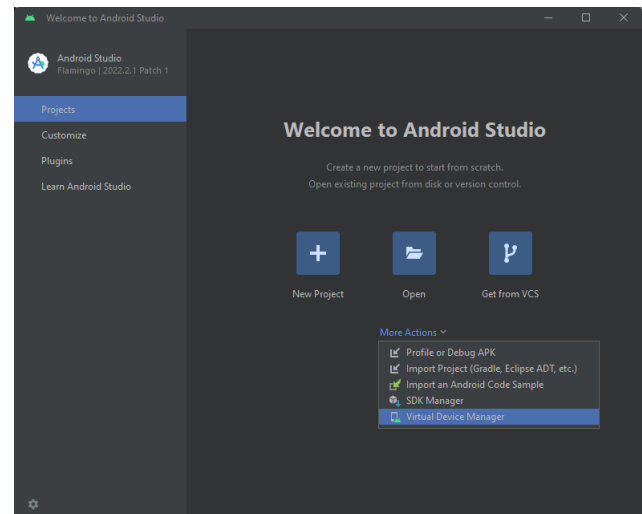 Welcome to Android Studio
Android Studio
Flamingo | 2022.2.1 Patch 1
Projects
Customize
Plugins
Learn Android Studio
Welcome to Android Studio
Create a new project to start from scratch.
Open existing project from disk or version control.
New Project
Open
Get from VCS
More Actions
Profile or Debug APK
Import Project (Gradle, Eclipse ADT, etc.)
Import an Android Code Sample
SDK Manager
Virtual Device Manager